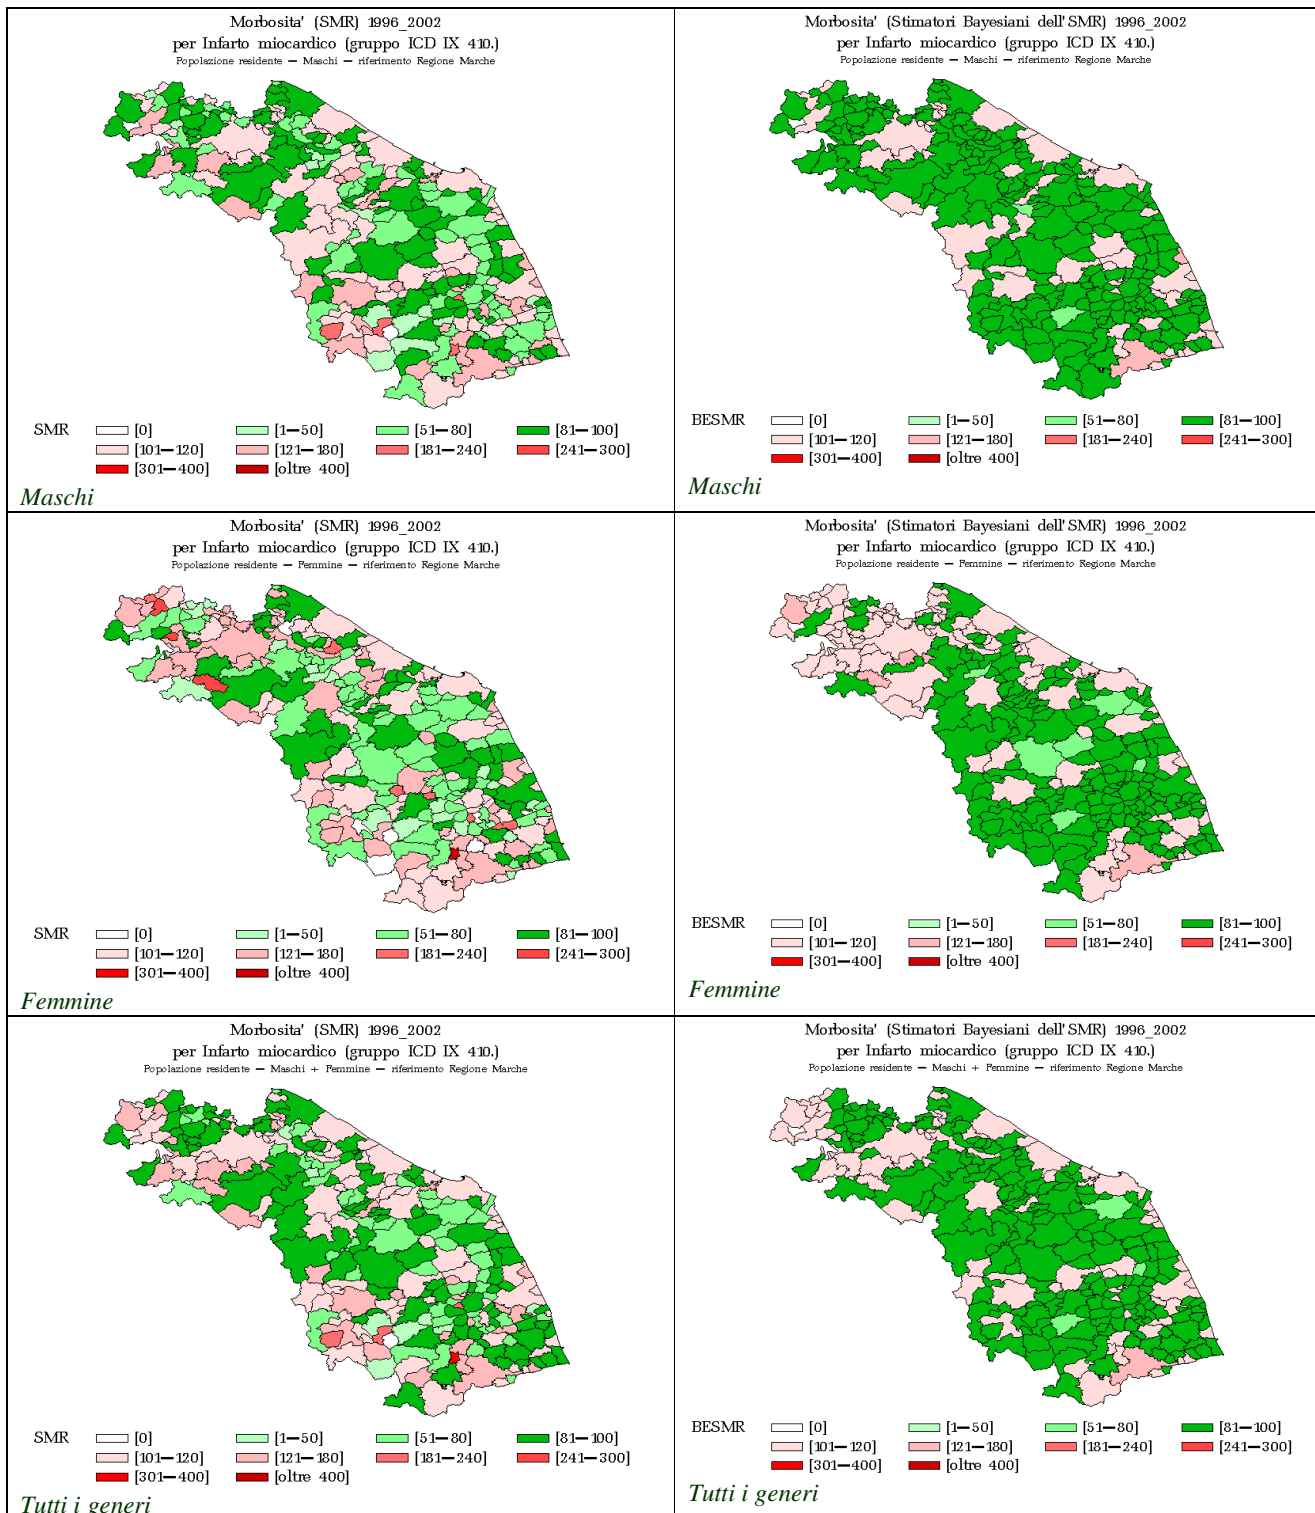 Morbosita' (SMR) 1996_2002
per Infarto miocardico (gruppo ICD IX 410.)
Popolazione residente — Maschi — riferimento Regione Marche
SMR [0] [1—50] [51—80] [81—100]
[101—120] [121—180] [181—240] [241—300]
[301—400] [oltre 400]
Maschi
Morbosita' (Stimatori Bayesiani dell'SMR) 1996_2002
per Infarto miocardico (gruppo ICD IX 410.)
Popolazione residente — Maschi — riferimento Regione Marche
BESMR [0] [1—50] [51—80] [81—100]
[101—120] [121—180] [181—240] [241—300]
[301—400] [oltre 400]
Maschi
Morbosita' (SMR) 1996_2002
per Infarto miocardico (gruppo ICD IX 410.)
Popolazione residente — Femmine — riferimento Regione Marche
SMR [0] [1—50] [51—80] [81—100]
[101—120] [121—180] [181—240] [241—300]
[301—400] [oltre 400]
Femmine
Morbosita' (Stimatori Bayesiani dell'SMR) 1996_2002
per Infarto miocardico (gruppo ICD IX 410.)
Popolazione residente — Femmine — riferimento Regione Marche
BESMR [0] [1—50] [51—80] [81—100]
[101—120] [121—180] [181—240] [241—300]
[301—400] [oltre 400]
Femmine
Morbosita' (SMR) 1996_2002
per Infarto miocardico (gruppo ICD IX 410.)
Popolazione residente — Maschi + Femmine — riferimento Regione Marche
SMR [0] [1—50] [51—80] [81—100]
[101—120] [121—180] [181—240] [241—300]
[301—400] [oltre 400]
Tutti i generi
Morbosita' (Stimatori Bayesiani dell'SMR) 1996_2002
per Infarto miocardico (gruppo ICD IX 410.)
Popolazione residente — Maschi + Femmine — riferimento Regione Marche
BESMR [0] [1—50] [51—80] [81—100]
[101—120] [121—180] [181—240] [241—300]
[301—400] [oltre 400]
Tutti i generi